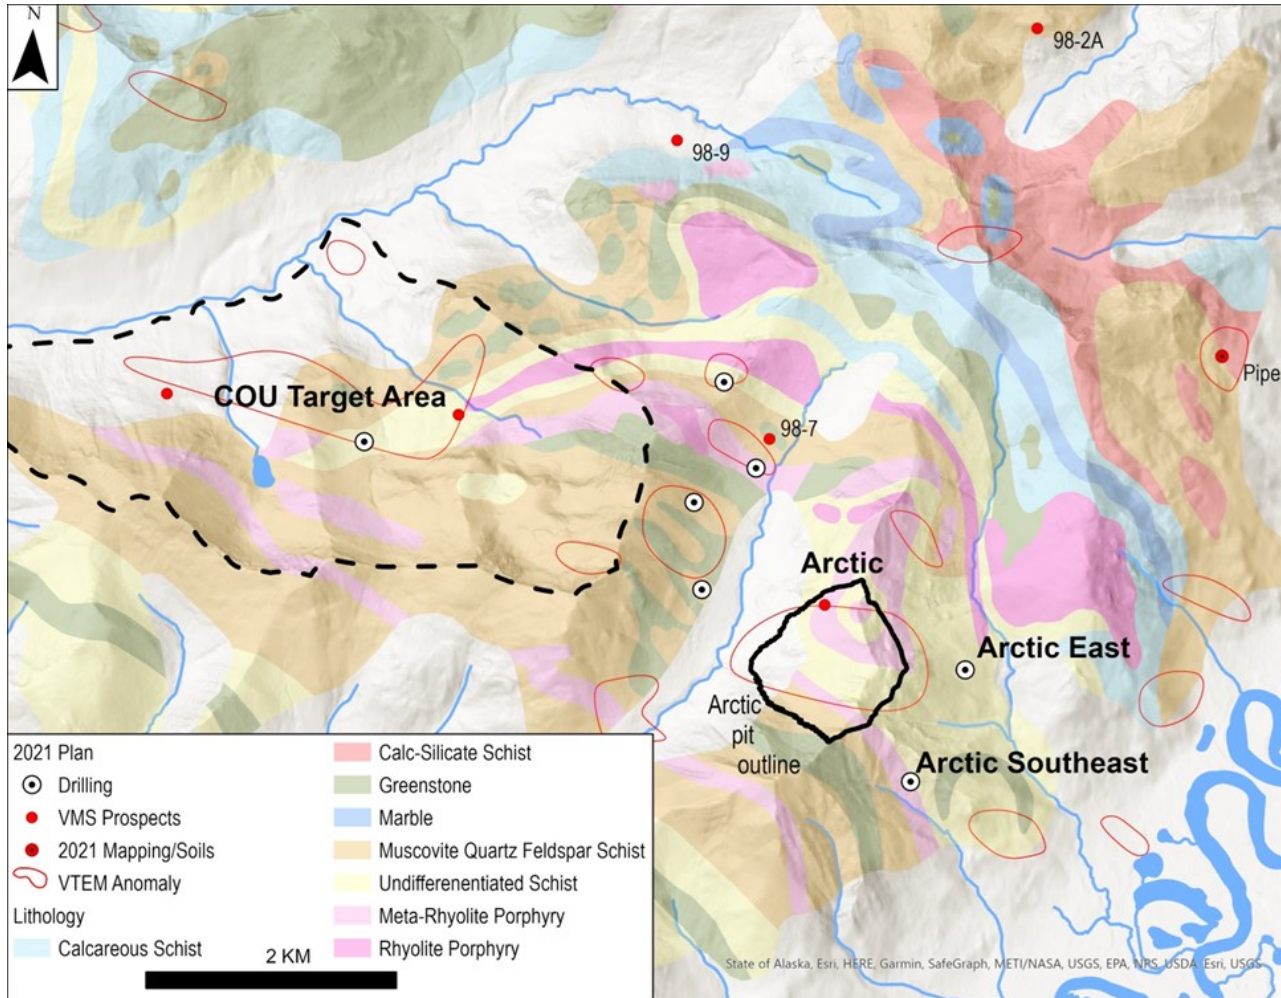 N
98-2A
98-9
Pipe
COU Target Area
98-7
Arctic
Arctic East
Arctic
pit
outline
Arctic Southeast
2021 Plan
Drilling
VMS Prospects
2021 Mapping/Soils
VTEM Anomaly
Lithology
Calcareous Schist
Calc-Silicate Schist
Greenstone
Marble
Muscovite Quartz Feldspar Schist
Undifferenentiated Schist
Meta-Rhyolite Porphyry
Rhyolite Porphyry
2 KM
State of Alaska, Esri, HERE, Garmin, SafeGraph, METI/NASA, USGS, EPA, NPS, USDA, Esri, USGS